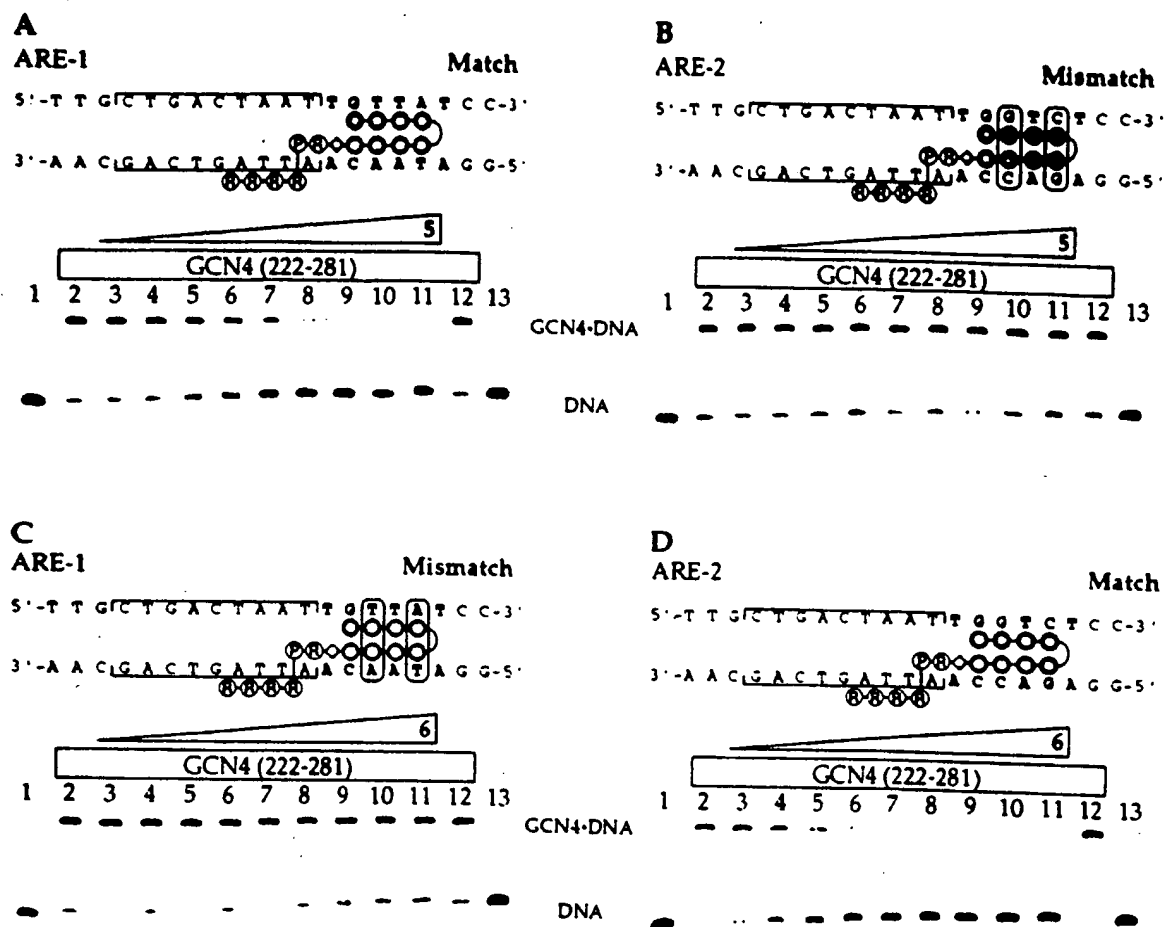 A
ARE-1 Match
5'-T T G C T G A C T A A T T G T T A T C C-3'
P R
3'-A A C G A C T G A T T A A C A A T A G G-5'
R R R R
5
GCN4 (222-281)
1 2 3 4 5 6 7 8 9 10 11 12 13
B
ARE-2 Mismatch
5'-T T G C T G A C T A A T T G G T C T C C-3'
P R
3'-A A C G A C T G A T T A A C C A G A G G-5'
R R R R
5
GCN4 (222-281)
1 2 3 4 5 6 7 8 9 10 11 12 13
GCN4•DNA
DNA
C
ARE-1 Mismatch
5'-T T G C T G A C T A A T T G T T A T C C-3'
P R
3'-A A C G A C T G A T T A A C A A T A G G-5'
R R R R
6
GCN4 (222-281)
1 2 3 4 5 6 7 8 9 10 11 12 13
D
ARE-2 Match
5'-T T G C T G A C T A A T T G G T C T C C-3'
P R
3'-A A C G A C T G A T T A A C C A G A G G-5'
R R R R
6
GCN4 (222-281)
1 2 3 4 5 6 7 8 9 10 11 12 13
GCN4•DNA
DNA